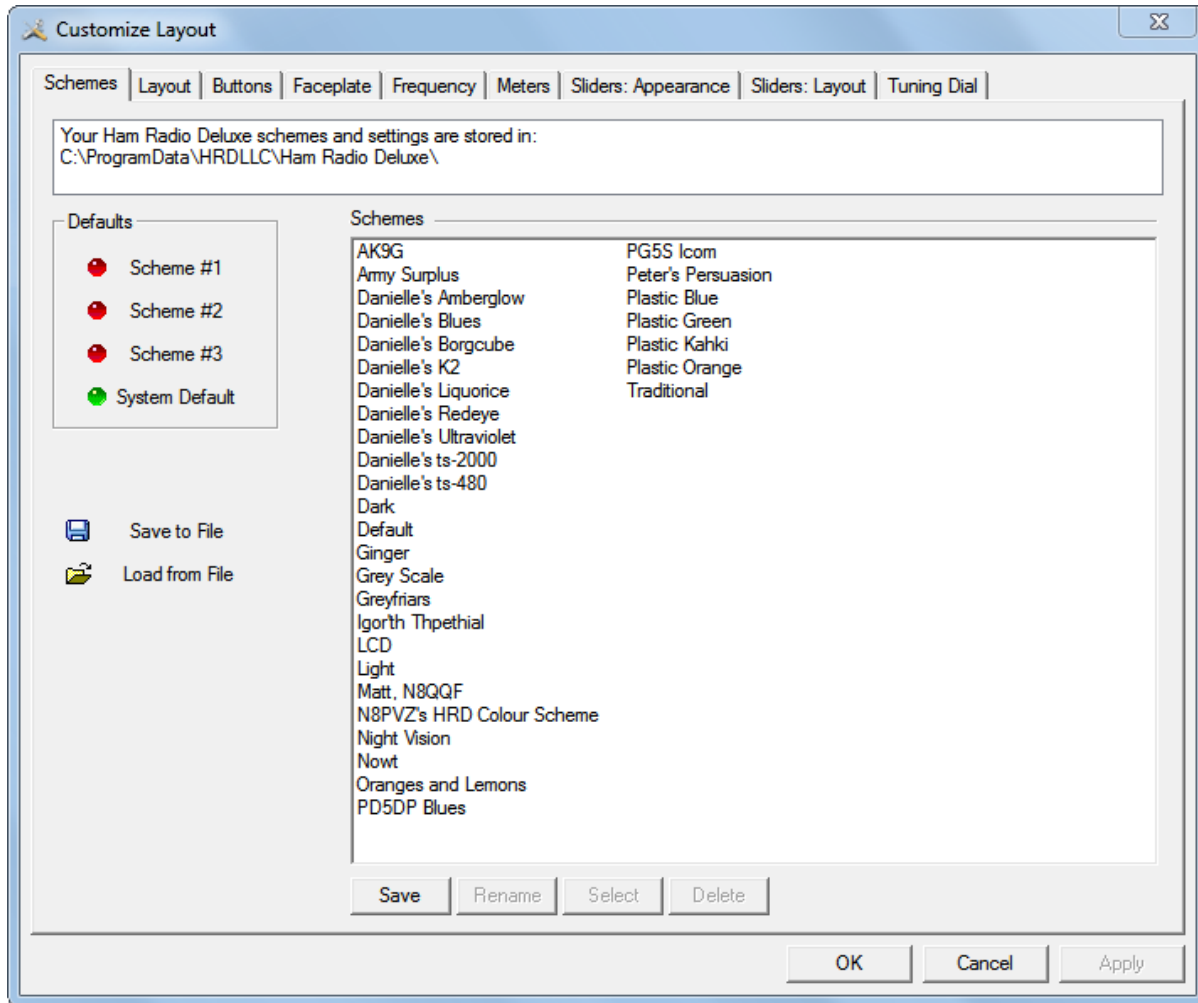 Customize Layout
Schemes Layout Buttons Faceplate Frequency Meters Sliders: Appearance Sliders: Layout Tuning Dial
Your Ham Radio Deluxe schemes and settings are stored in:
C:\ProgramData\HRDLLC\Ham Radio Deluxe\
Defaults
Scheme #1
Scheme #2
Scheme #3
System Default
Save to File
Load from File
Schemes
AK9G
Army Surplus
Danielle's Amberglow
Danielle's Blues
Danielle's Borgcube
Danielle's K2
Danielle's Liquorice
Danielle's Redeye
Danielle's Ultraviolet
Danielle's ts-2000
Danielle's ts-480
Dark
Default
Ginger
Grey Scale
Greyfriars
Igor'th Thpethial
LCD
Light
Matt, N8QQF
N8PVZ's HRD Colour Scheme
Night Vision
Nowt
Oranges and Lemons
PD5DP Blues
PG5S Icom
Peter's Persuasion
Plastic Blue
Plastic Green
Plastic Kahki
Plastic Orange
Traditional
Save Rename Select Delete
OK Cancel Apply